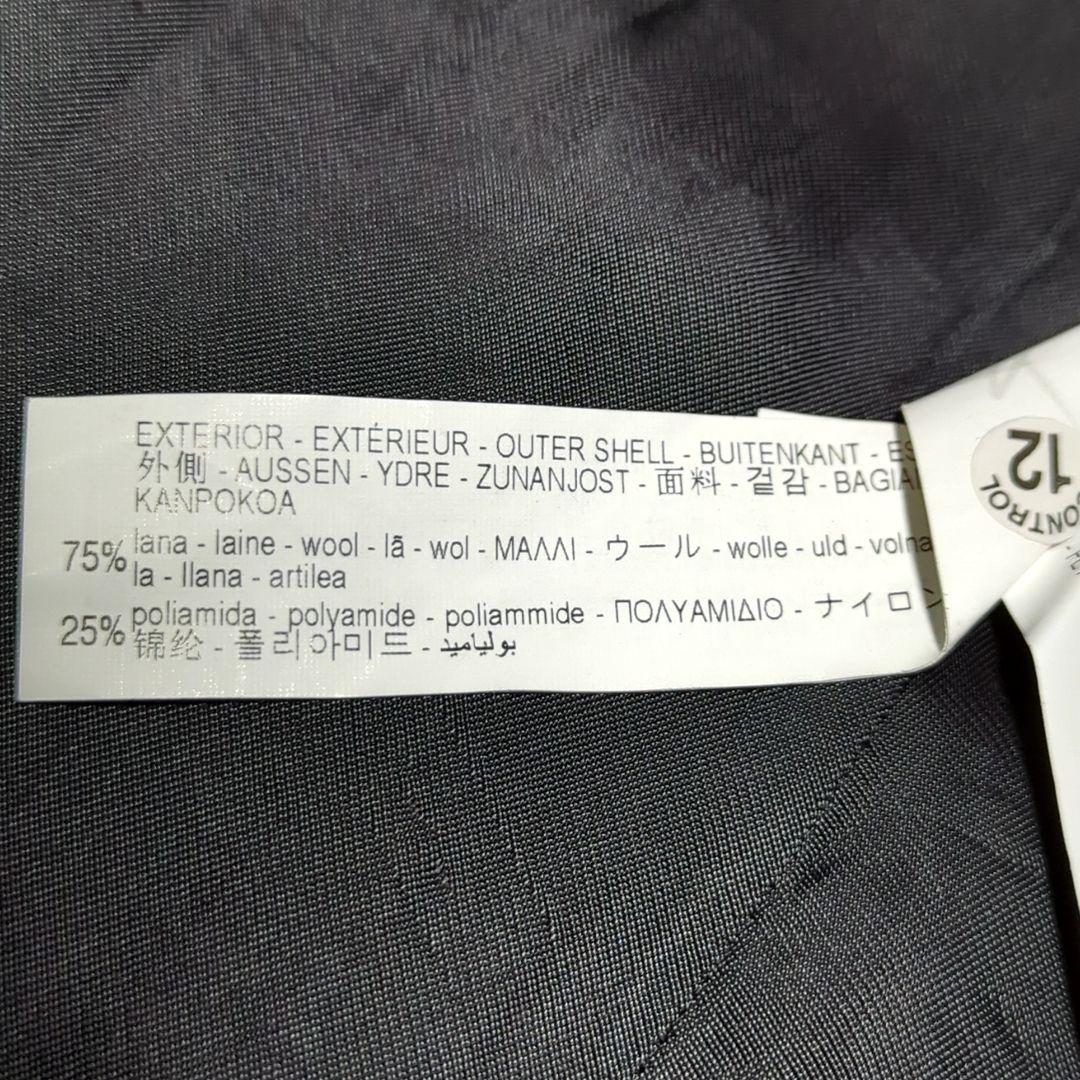 EXTERIOR - EXTÉRIEUR - OUTER SHELL - BUITENKANT -
外側 - AUSSEN - YDRE - ZUNANJOST - 面料 - 겉감 -
KANPOKOA
75% lana - laine - wool - lã - wol - ΜΑΛΛΙ - ウール - wolle - uld - volna
la - llana - artilea
25% poliamida - polyamide - poliammide - ΠΟΛΥΑΜΙΔΙΟ - ナイロン
锦纶 - 폴리아미드 - بولياميد
12
CONTROL